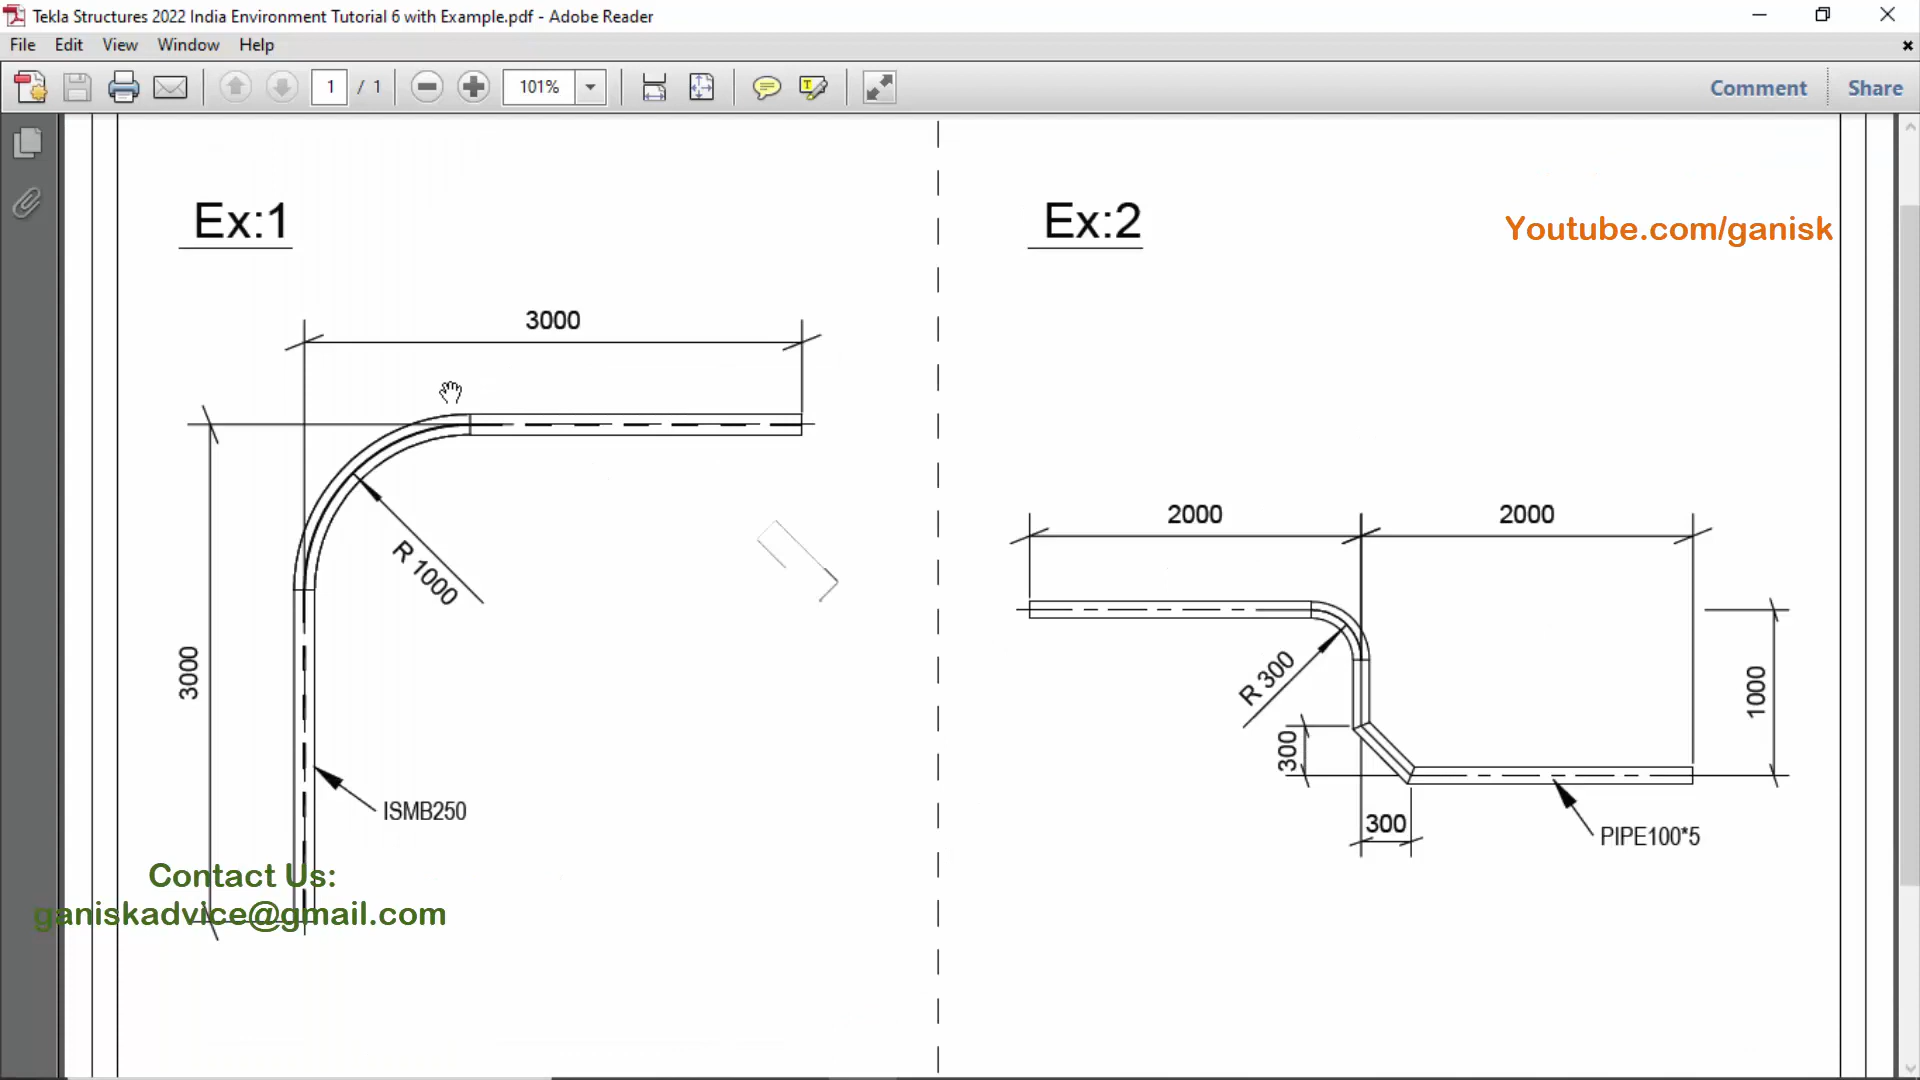 Tekla Structures 2022 India Environment Tutorial 6 with Example.pdf - Adobe Reader
File Edit View Window Help
1 / 1 101% Comment Share
Ex:1
Ex:2
Youtube.com/ganisk
3000
R 1000
3000
ISMB250
2000
2000
R 300
1000
300
300
PIPE100*5
Contact Us:
ganiskadvice@gmail.com